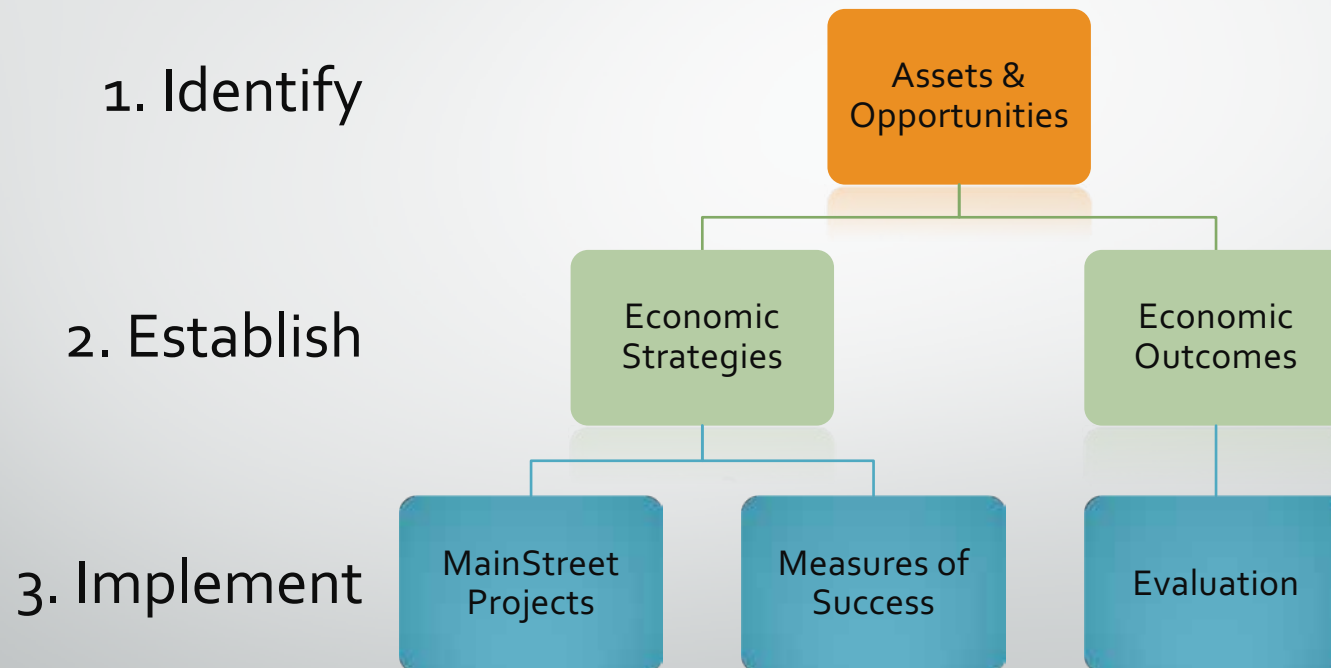 1. Identify
Assets &
Opportunities
2. Establish
Economic
Strategies
Economic
Outcomes
3. Implement
MainStreet
Projects
Measures of
Success
Evaluation